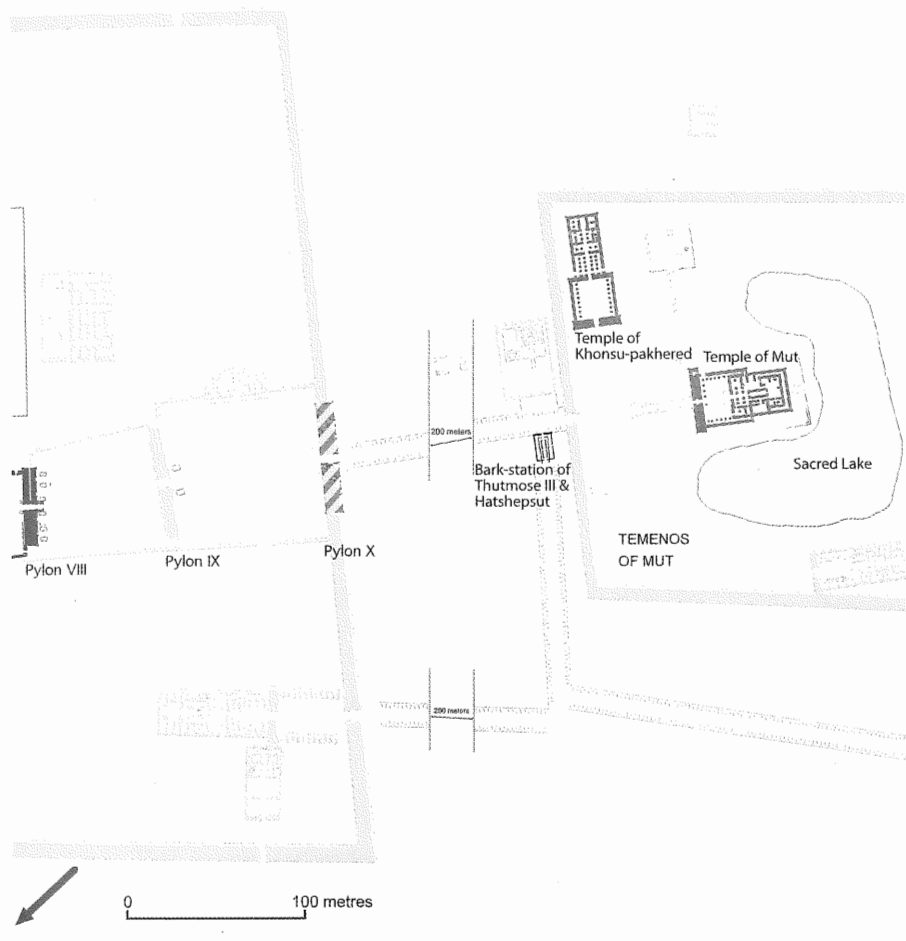 Temple of
Khonsu-pakhered
Temple of Mut
200 meters
Bark-station of
Thutmose III &
Hatshepsut
Sacred Lake
TEMENOS
OF MUT
Pylon X
Pylon IX
Pylon VIII
250 meters
0
100 metres